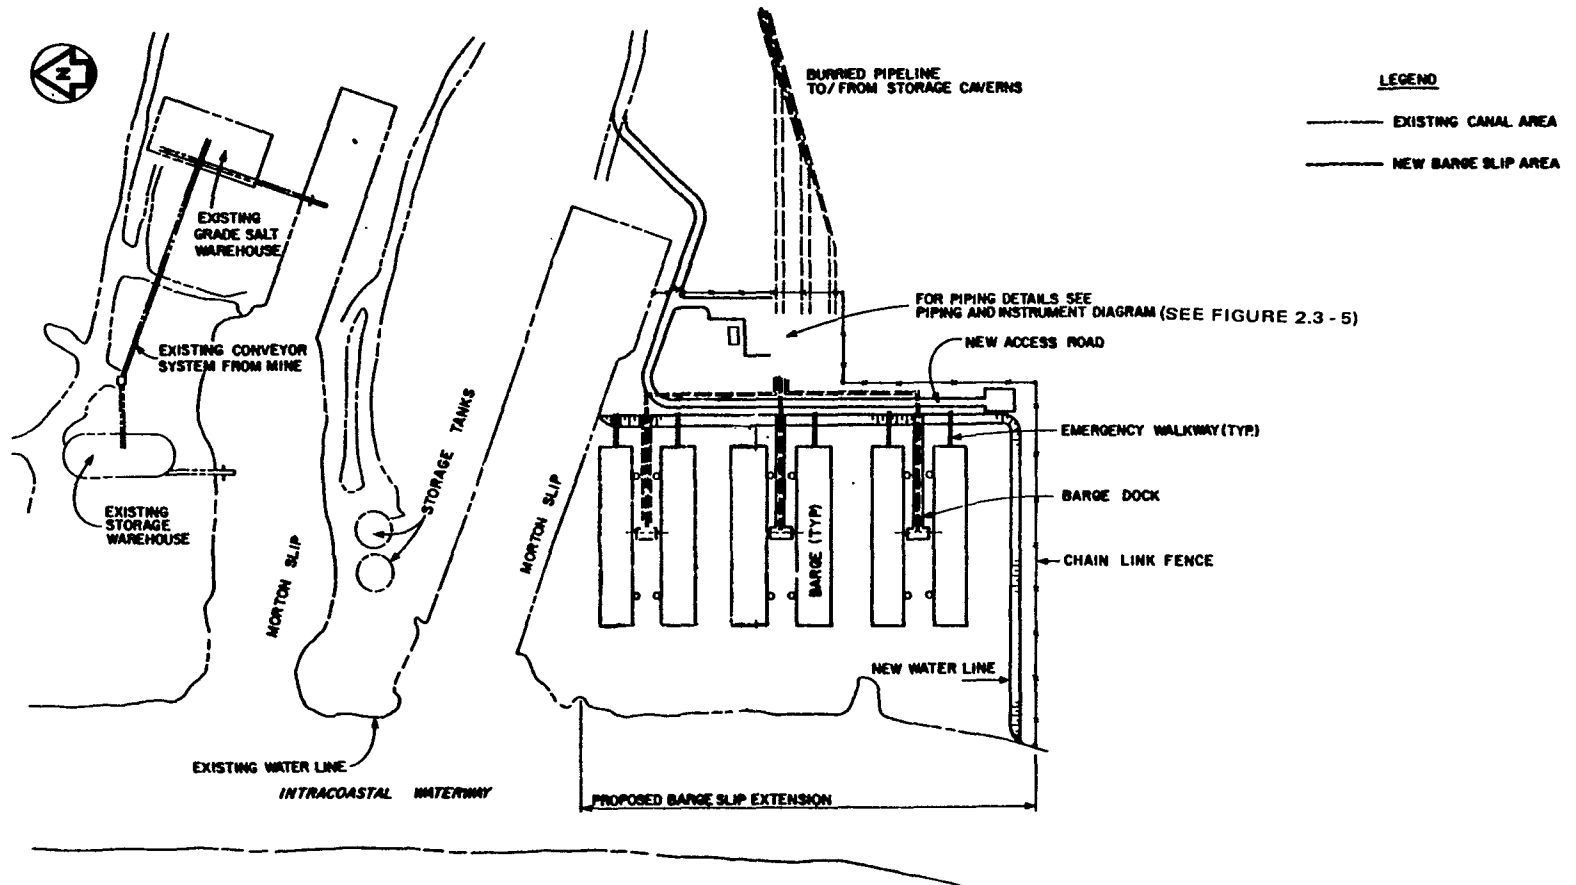 N
BURRIED PIPELINE
TO/FROM STORAGE CAVERNS
LEGEND
EXISTING CANAL AREA
NEW BARGE SLIP AREA
EXISTING
GRADE SALT
WAREHOUSE
FOR PIPING DETAILS SEE
PIPING AND INSTRUMENT DIAGRAM (SEE FIGURE 2.3-5)
NEW ACCESS ROAD
EXISTING CONVEYOR
SYSTEM FROM MINE
STORAGE TANKS
EMERGENCY WALKWAY (TYP.)
BARGE DOCK
EXISTING
STORAGE
WAREHOUSE
MORTON SLIP
MORTON SLIP
BARGE (TYP)
CHAIN LINK FENCE
NEW WATER LINE
EXISTING WATER LINE
INTRACOASTAL WATERWAY
PROPOSED BARGE SLIP EXTENSION